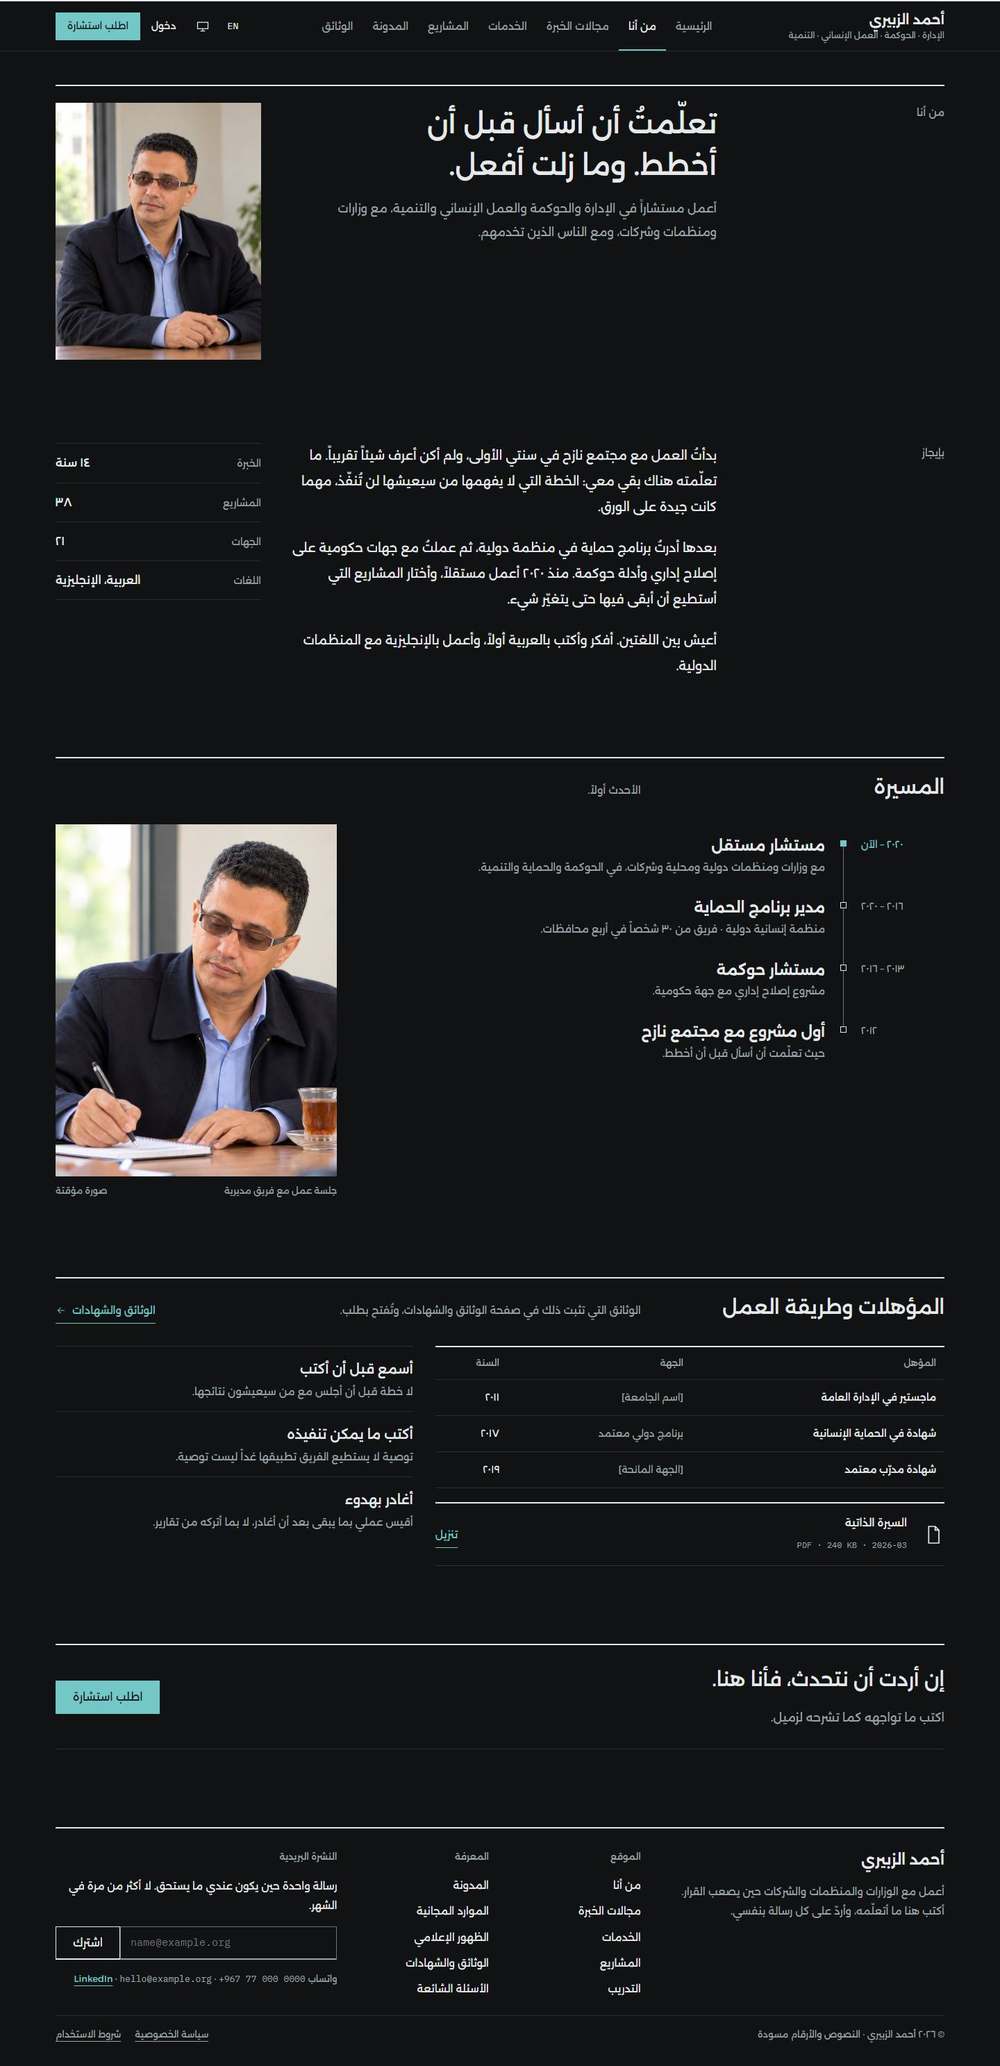 أحمد الزبيري
الإدارة · الحوكمة · العمل الإنساني · التنمية
الرئيسية
من أنا
مجالات الخبرة
الخدمات
المشاريع
المدونة
الوثائق
EN
دخول
اطلب استشارة
من أنا
تعلّمتُ أن أسأل قبل أن
أخطط. وما زلت أفعل.
أعمل مستشاراً في الإدارة والحوكمة والعمل الإنساني والتنمية، مع وزارات
ومنظمات وشركات، ومع الناس الذين تخدمهم.
بإيجاز
بدأتُ العمل مع مجتمع نازح في سنتي الأولى، ولم أكن أعرف شيئاً تقريباً. ما
تعلّمته هناك بقي معي: الخطة التي لا يفهمها من سيعيشها لن تُنفّذ، مهما
كانت جيدة على الورق.
بعدها أدرتُ برنامج حماية في منظمة دولية، ثم عملتُ مع جهات حكومية على
إصلاح إداري وأدلة حوكمة. منذ ٢٠٢٠ أعمل مستقلاً، وأختار المشاريع التي
أستطيع أن أبقى فيها حتى يتغيّر شيء.
أعيش بين اللغتين. أفكر وأكتب بالعربية أولاً، وأعمل بالإنجليزية مع المنظمات
الدولية.
الخبرة ١٤ سنة
المشاريع ٣٨
الجهات ٢١
اللغات العربية، الإنجليزية
المسيرة
الأحدث أولاً.
٢٠٢٠ – الآن
مستشار مستقل
مع وزارات ومنظمات دولية ومحلية وشركات، في الحوكمة والحماية والتنمية.
٢٠١٦ – ٢٠٢٠
مدير برنامج الحماية
منظمة إنسانية دولية · فريق من ٣٠ شخصاً في أربع محافظات.
٢٠١٣ – ٢٠١٦
مستشار حوكمة
مشروع إصلاح إداري مع جهة حكومية.
٢٠١٢
أول مشروع مع مجتمع نازح
حيث تعلّمت أن أسأل قبل أن أخطط.
جلسة عمل مع فريق مديرية
صورة مؤقتة
المؤهلات وطريقة العمل
الوثائق التي تثبت ذلك في صفحة الوثائق والشهادات، وتُفتح بطلب.
الوثائق والشهادات ←
المؤهل الجهة السنة
ماجستير في الإدارة العامة [اسم الجامعة] ٢٠١١
شهادة في الحماية الإنسانية برنامج دولي معتمد ٢٠١٧
شهادة مدرّب معتمد [الجهة المانحة] ٢٠١٩
السيرة الذاتية
PDF · 240 KB · 2026-03
تنزيل
أسمع قبل أن أكتب
لا خطة قبل أن أجلس مع من سيعيشون نتائجها.
أكتب ما يمكن تنفيذه
توصية لا يستطيع الفريق تطبيقها غداً ليست توصية.
أغادر بهدوء
أقيس عملي بما يبقى بعد أن أغادر، لا بما أتركه من تقارير.
إن أردت أن نتحدث، فأنا هنا.
اكتب ما تواجهه كما تشرحه لزميل.
اطلب استشارة
أحمد الزبيري
أعمل مع الوزارات والمنظمات والشركات حين يصعب القرار.
أكتب هنا ما أتعلّمه، وأردّ على كل رسالة بنفسي.
الموقع
من أنا
مجالات الخبرة
الخدمات
المشاريع
التدريب
المعرفة
المدونة
الموارد المجانية
الظهور الإعلامي
الوثائق والشهادات
الأسئلة الشائعة
النشرة البريدية
رسالة واحدة حين يكون عندي ما يستحق. لا أكثر من مرة في
الشهر.
name@example.org
اشترك
واتساب +967 77 000 0000 · hello@example.org · LinkedIn
© ٢٠٢٦ أحمد الزبيري · النصوص والأرقام مسودة
سياسة الخصوصية
شروط الاستخدام